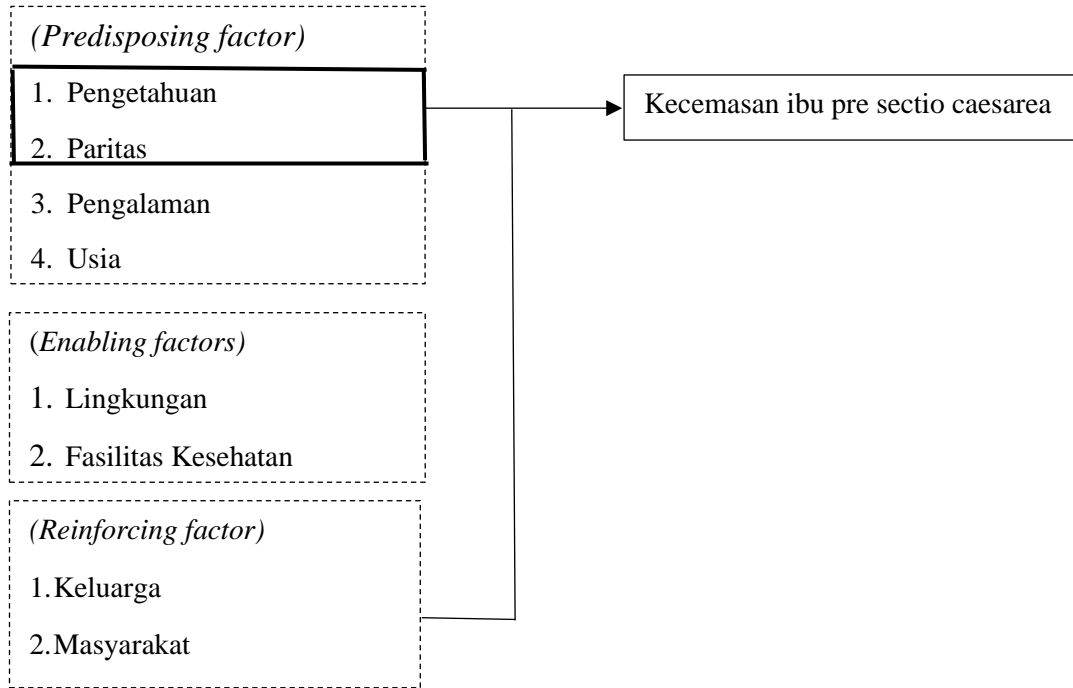 (Predisposing factor)
1. Pengetahuan
2. Paritas
3. Pengalaman
4. Usia
Kecemasan ibu pre sectio caesarea
(Enabling factors)
1. Lingkungan
2. Fasilitas Kesehatan
(Reinforcing factor)
1.Keluarga
2.Masyarakat